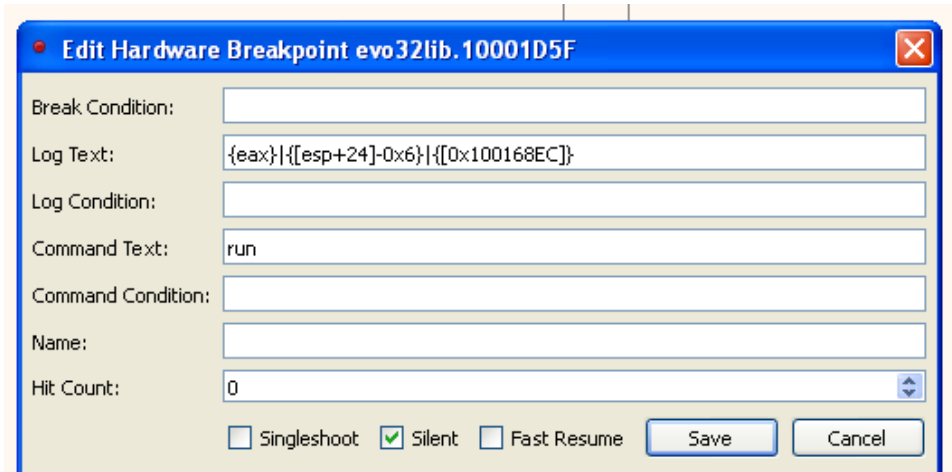 Edit Hardware Breakpoint evo32lib.10001D5F
Break Condition:
Log Text: {eax}|{[esp+24]-0x6}|{[0x100168EC]}
Log Condition:
Command Text: run
Command Condition:
Name:
Hit Count: 0
Singleshoot Silent Fast Resume Save Cancel